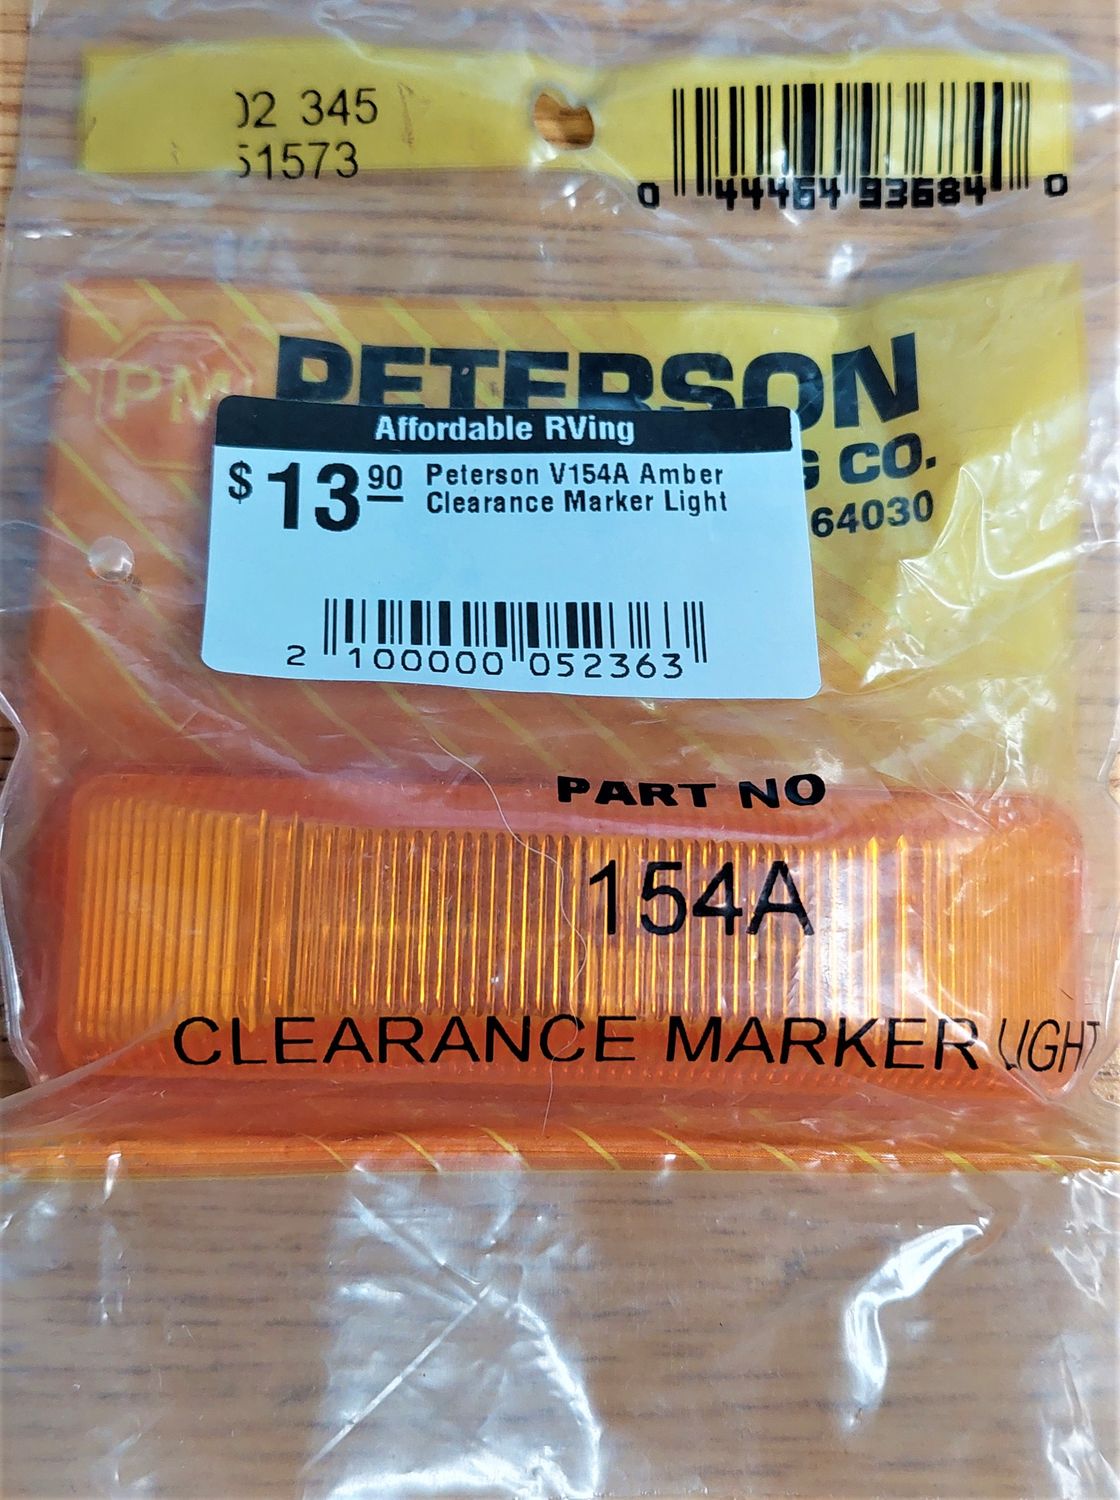 02 345
51573
0 44464 93684 0
PM
PETERSON
Affordable RVing
$ 13 90
Peterson V154A Amber
Clearance Marker Light
G CO.
64030
2 100000 052363
PART NO
154A
CLEARANCE MARKER LIGHT